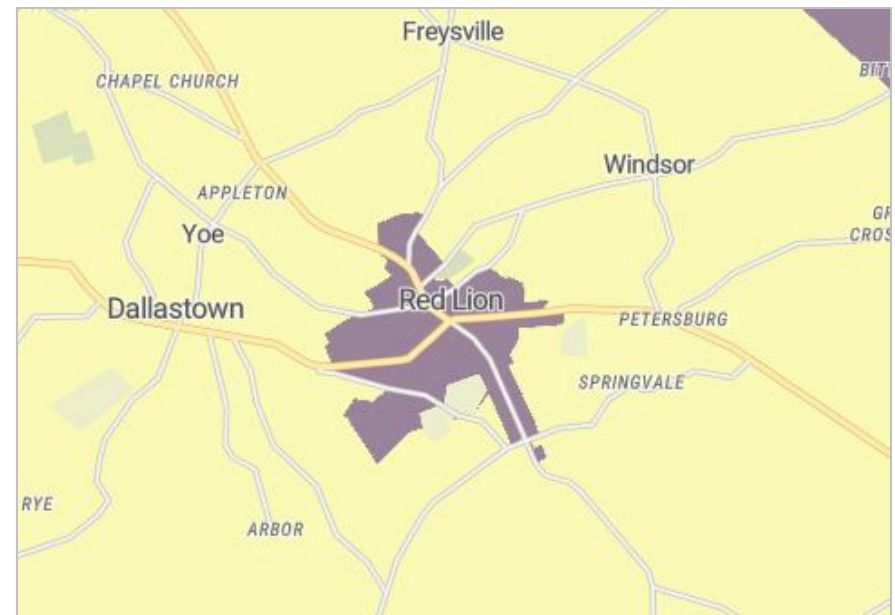 Freysville
CHAPEL CHURCH
Windsor
APPLETON
Yoe
Red Lion
Dallastown
PETERSBURG
SPRINGVALE
RYE
ARBOR